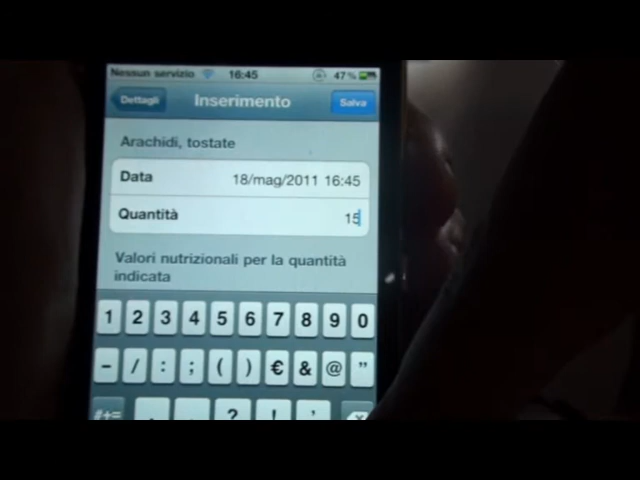 Nessun servizio 16:45 47%
Dettagli Inserimento Salva
Arachidi, tostate
Data 18/mag/2011 16:45
Quantità 15
Valori nutrizionali per la quantità
indicata
1 2 3 4 5 6 7 8 9 0
- / : ; ( ) € & @ "
#+= . , ? ! '